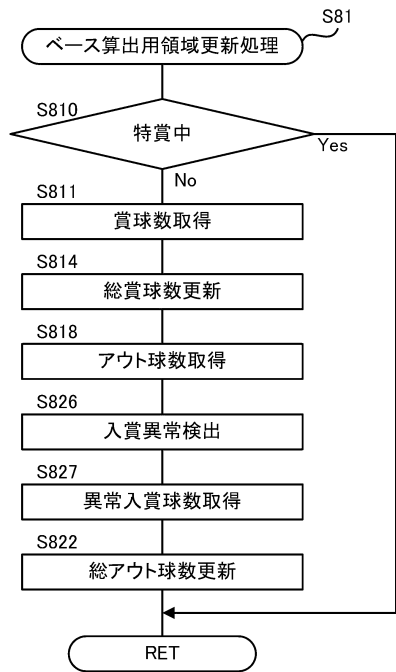 S81
ベース算出用領域更新処理
S810
特賞中
Yes
No
S811
賞球数取得
S814
総賞球数更新
S818
アウト球数取得
S826
入賞異常検出
S827
異常入賞球数取得
S822
総アウト球数更新
RET